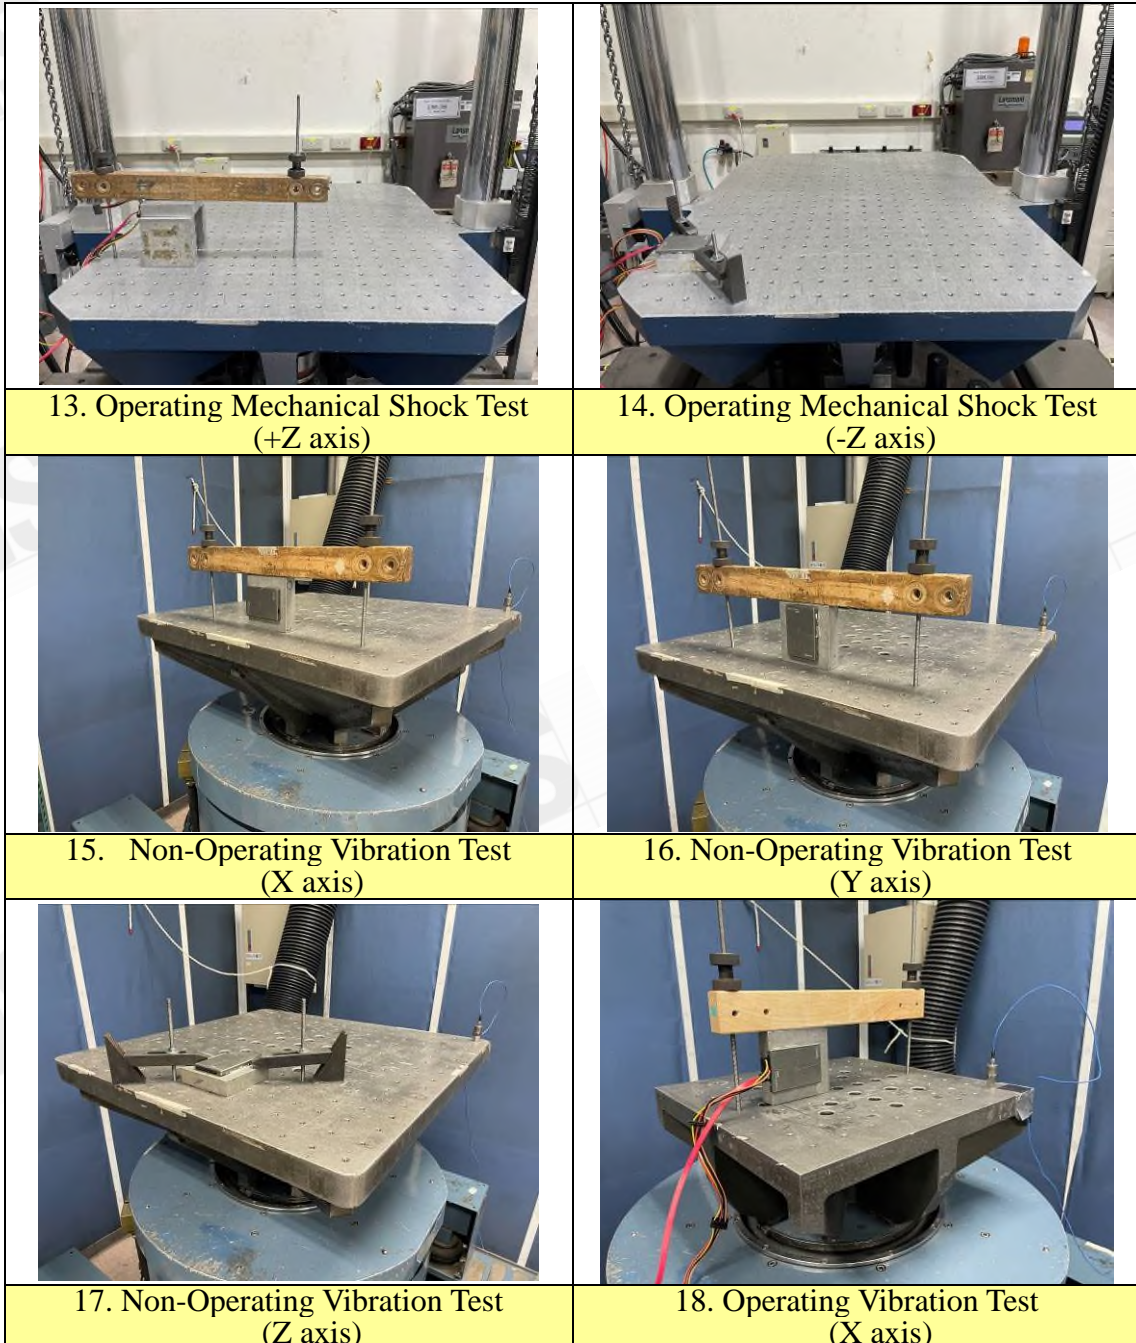 13. Operating Mechanical Shock Test
(+Z axis)
14. Operating Mechanical Shock Test
(-Z axis)
15. Non-Operating Vibration Test
(X axis)
16. Non-Operating Vibration Test
(Y axis)
17. Non-Operating Vibration Test
(Z axis)
18. Operating Vibration Test
(X axis)